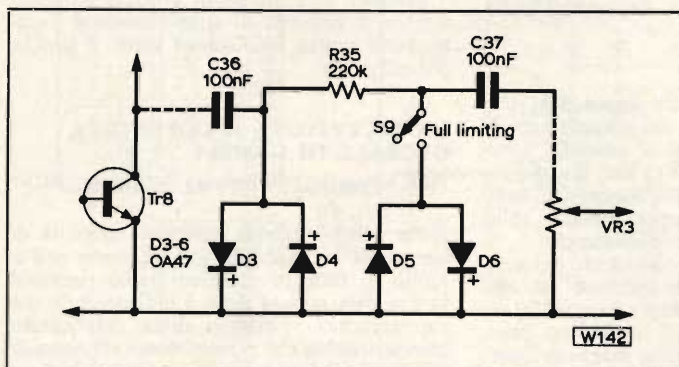 C36
100nF
R35
220k
C37
100nF
S9
Full limiting
Tr8
VR3
D3-6
OA47
D3
D4
D5
D6
+
+
+
+
W142